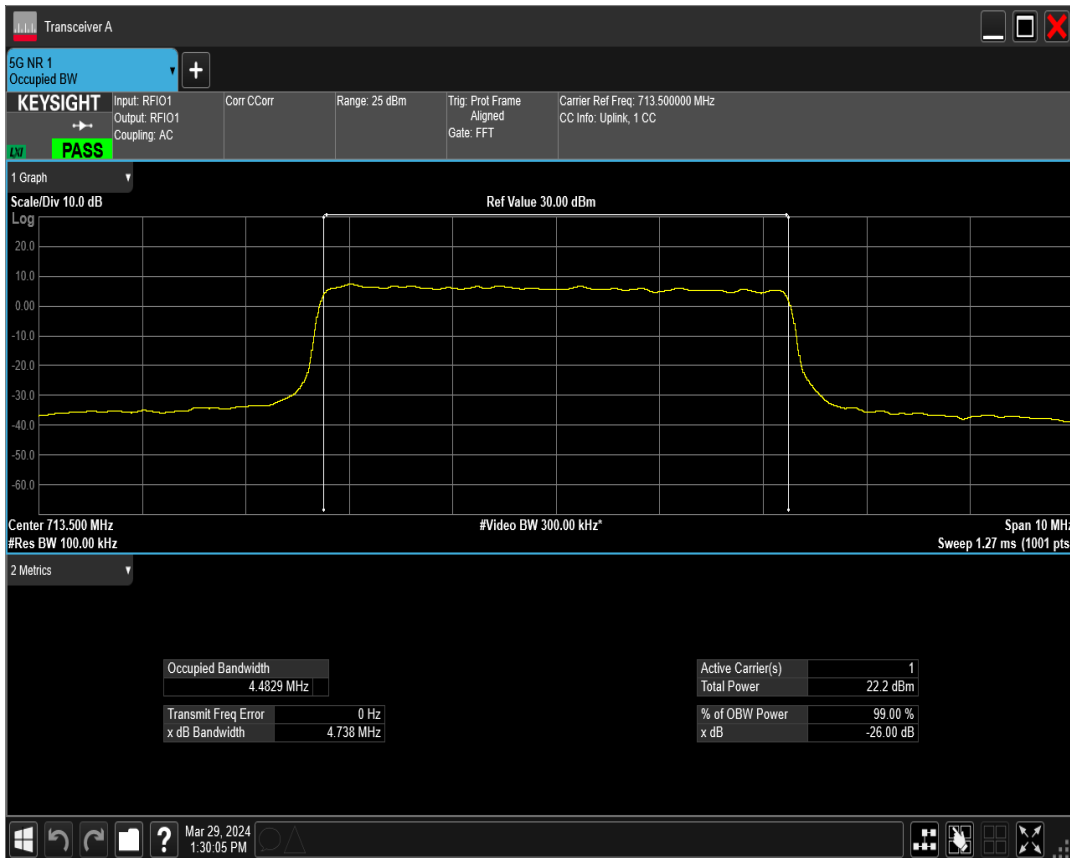 Transceiver A
5G NR 1
Occupied BW
KEYSIGHT
LXI
PASS
Input: RFIO1
Output: RFIO1
Coupling: AC
Corr CCorr
Range: 25 dBm
Trig: Prot Frame
Aligned
Gate: FFT
Carrier Ref Freq: 713.500000 MHz
CC Info: Uplink, 1 CC
1 Graph
Scale/Div 10.0 dB
Ref Value 30.00 dBm
Log
20.0
10.0
0.00
-10.0
-20.0
-30.0
-40.0
-50.0
-60.0
Center 713.500 MHz
#Video BW 300.00 kHz*
Span 10 MHz
#Res BW 100.00 kHz
Sweep 1.27 ms (1001 pts
2 Metrics
Occupied Bandwidth
4.4829 MHz
Transmit Freq Error 0 Hz
x dB Bandwidth 4.738 MHz
Active Carrier(s) 1
Total Power 22.2 dBm
% of OBW Power 99.00 %
x dB -26.00 dB
?
Mar 29, 2024
1:30:05 PM